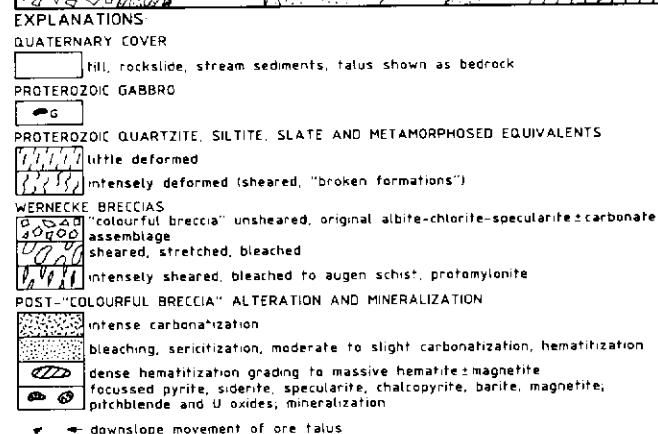 EXPLANATIONS
QUATERNARY COVER
till, rockslide, stream sediments, talus shown as bedrock
PROTEROZOIC GABBRO
G
PROTEROZOIC QUARTZITE, SILTITE, SLATE AND METAMORPHOSED EQUIVALENTS
little deformed
intensely deformed (sheared, "broken formations")
WERNECKE BRECCIAS
"colourful breccia" unsheared, original albite-chlorite-specularite ± carbonate
assemblage
sheared, stretched, bleached
intensely sheared, bleached to augen schist, protomylonite
POST-"COLOURFUL BRECCIA" ALTERATION AND MINERALIZATION
intense carbonatization
bleaching, sericitization, moderate to slight carbonatization, hematitization
dense hematitization grading to massive hematite ± magnetite
focussed pyrite, siderite, specularite, chalcopyrite, barite, magnetite;
pitchblende and U oxides; mineralization
downslope movement of ore talus